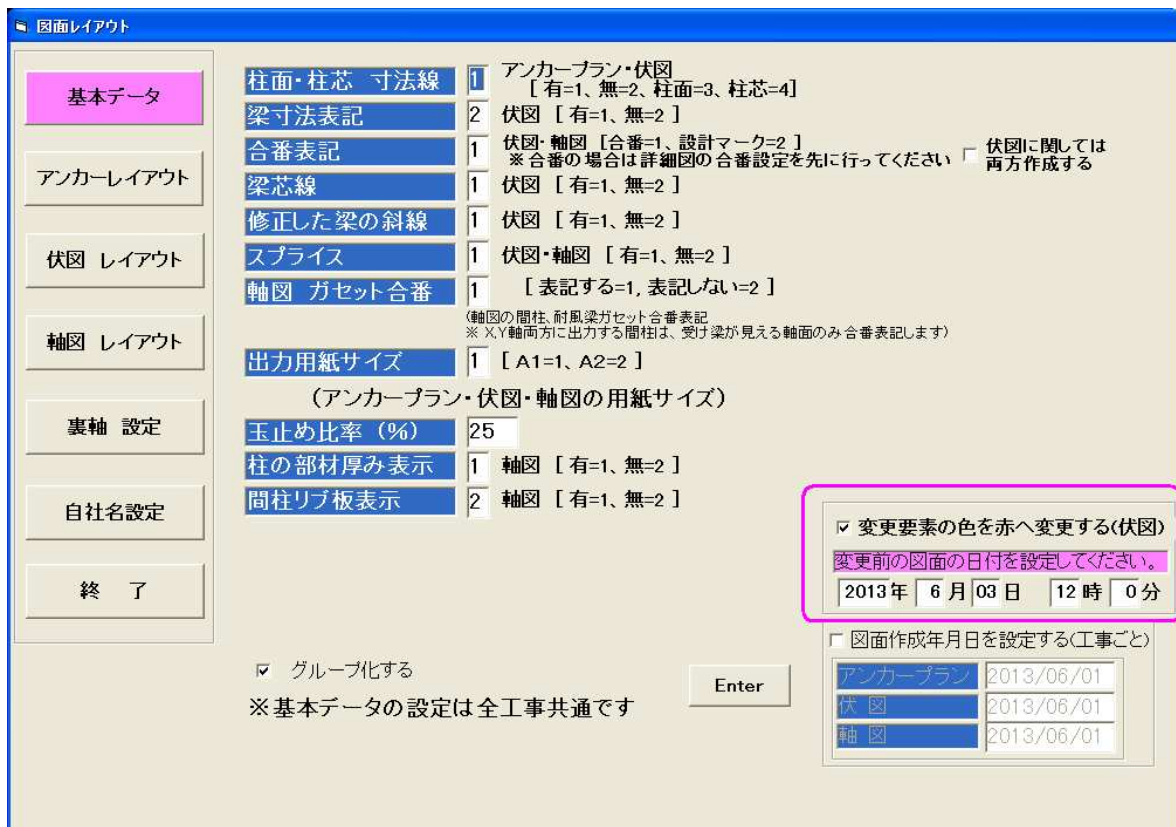 図面レイアウト
基本データ
アンカーレイアウト
伏図 レイアウト
軸図 レイアウト
裏軸 設定
自社名設定
終 了
柱面・柱芯 寸法線 1 アンカープラン・伏図
[ 有=1、無=2、柱面=3、柱芯=4]
梁寸法表記 2 伏図 [ 有=1、無=2 ]
合番表記 1 伏図・軸図 [合番=1、設計マーク=2 ]
※合番の場合は詳細図の合番設定を先に行ってください
伏図に関しては
両方作成する
梁芯線 1 伏図 [ 有=1、無=2 ]
修正した梁の斜線 1 伏図 [ 有=1、無=2 ]
スプライス 1 伏図・軸図 [ 有=1、無=2 ]
軸図 ガセット合番 1 [ 表記する=1, 表記しない=2 ]
(軸図の間柱、耐風梁ガセット合番表記
※ X,Y軸両方に出力する間柱は、受け梁が見える軸面のみ合番表記します)
出力用紙サイズ 1 [ A1=1、A2=2 ]
(アンカープラン・伏図・軸図の用紙サイズ)
玉止め比率 (%) 25
柱の部材厚み表示 1 軸図 [ 有=1、無=2 ]
間柱リブ板表示 2 軸図 [ 有=1、無=2 ]
変更要素の色を赤へ変更する(伏図)
変更前の図面の日付を設定してください。
2013年 6月 03日 12時 0分
図面作成年月日を設定する(工事ごと)
アンカープラン 2013/06/01
伏 図 2013/06/01
軸 図 2013/06/01
グループ化する
Enter
※基本データの設定は全工事共通です